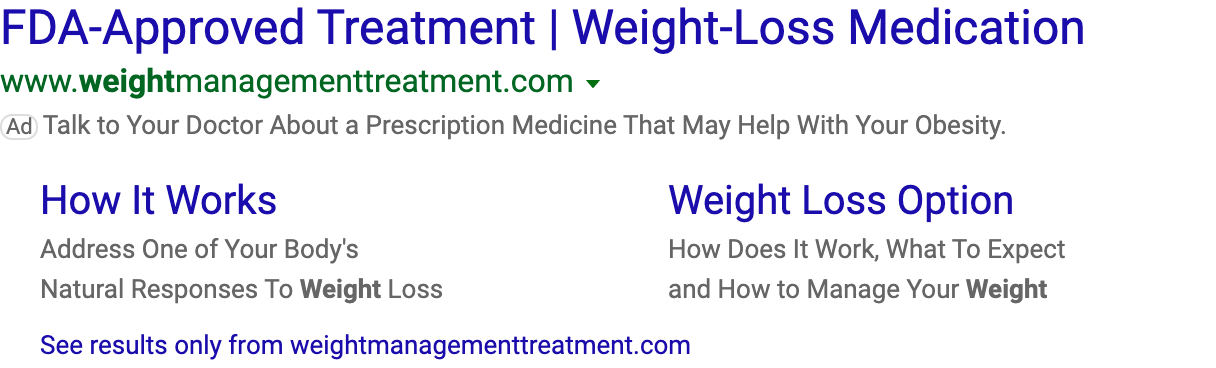 FDA-Approved Treatment | Weight-Loss Medication
www.weightmanagementtreatment.com
Ad Talk to Your Doctor About a Prescription Medicine That May Help With Your Obesity.
How It Works
Address One of Your Body's
Natural Responses To Weight Loss
Weight Loss Option
How Does It Work, What To Expect
and How to Manage Your Weight
See results only from weightmanagementtreatment.com